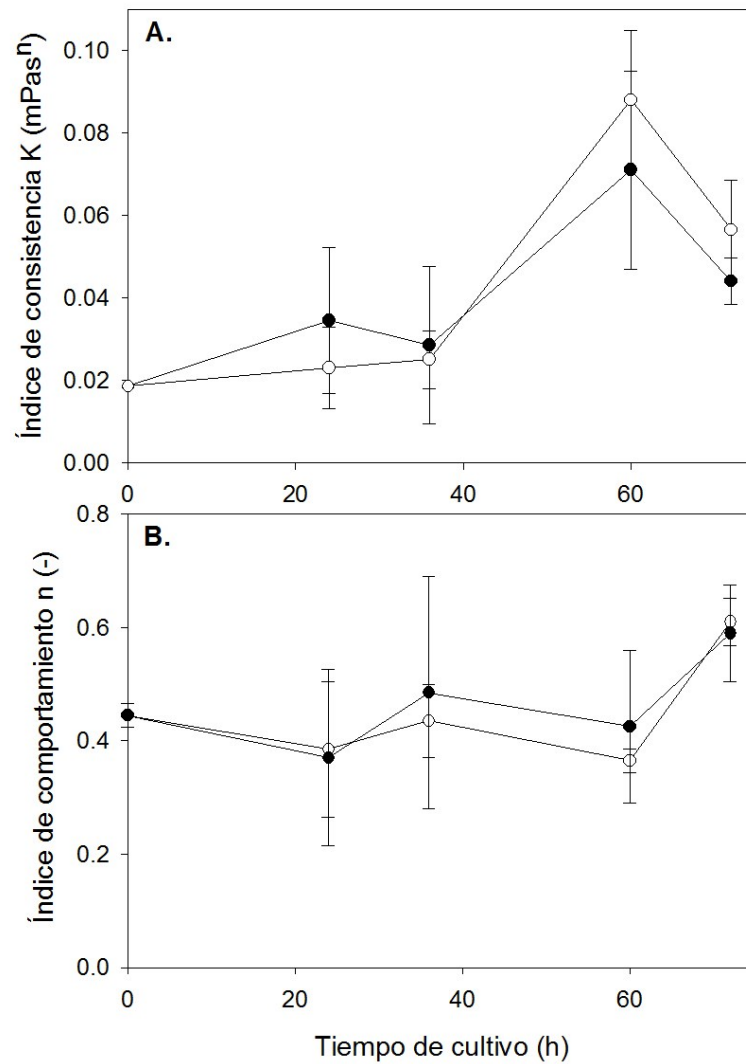 A.
Índice de consistencia K (mPasⁿ)
0.10
0.08
0.06
0.04
0.02
0.00
0 20 40 60
B.
Índice de comportamiento n (-)
0.8
0.6
0.4
0.2
0.0
0 20 40 60
Tiempo de cultivo (h)